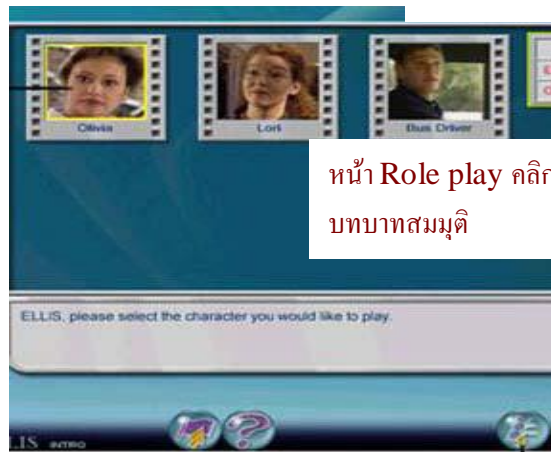 Olivia
Lori
Bus Driver
หน้า Role play คลิก
บทบาทสมมุติ
ELLIS, please select the character you would like to play.
LIS INTRO